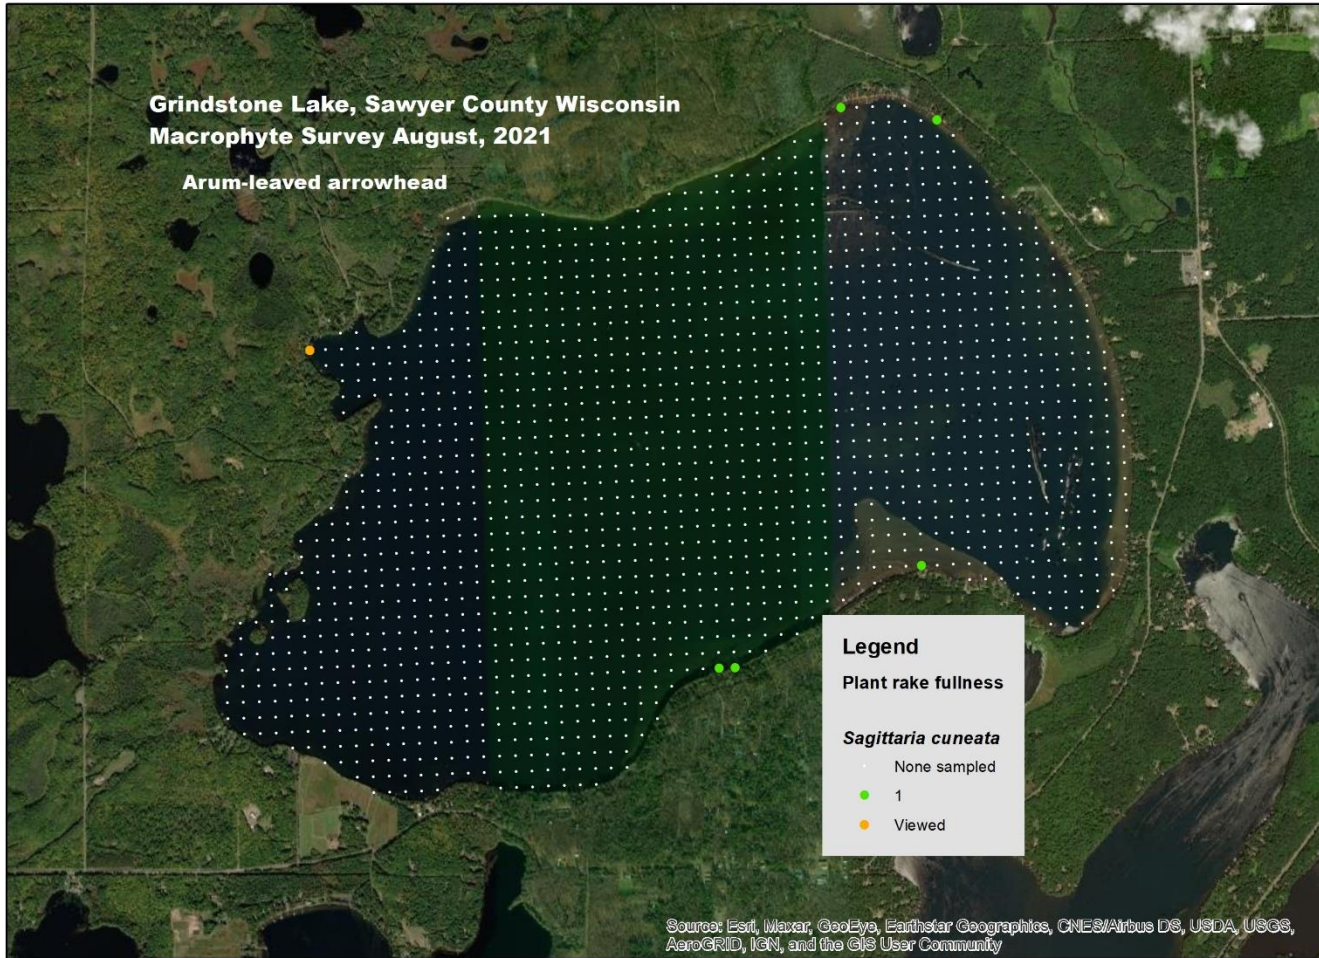 Grindstone Lake, Sawyer County Wisconsin
Macrophyte Survey August, 2021
Arum-leaved arrowhead
Legend
Plant rake fullness
Sagittaria cuneata
None sampled
1
Viewed
Source: Esri, Maxar, GeoEye, Earthstar Geographics, CNES/Airbus DS, USDA, USGS,
AeroGRID, IGN, and the GIS User Community